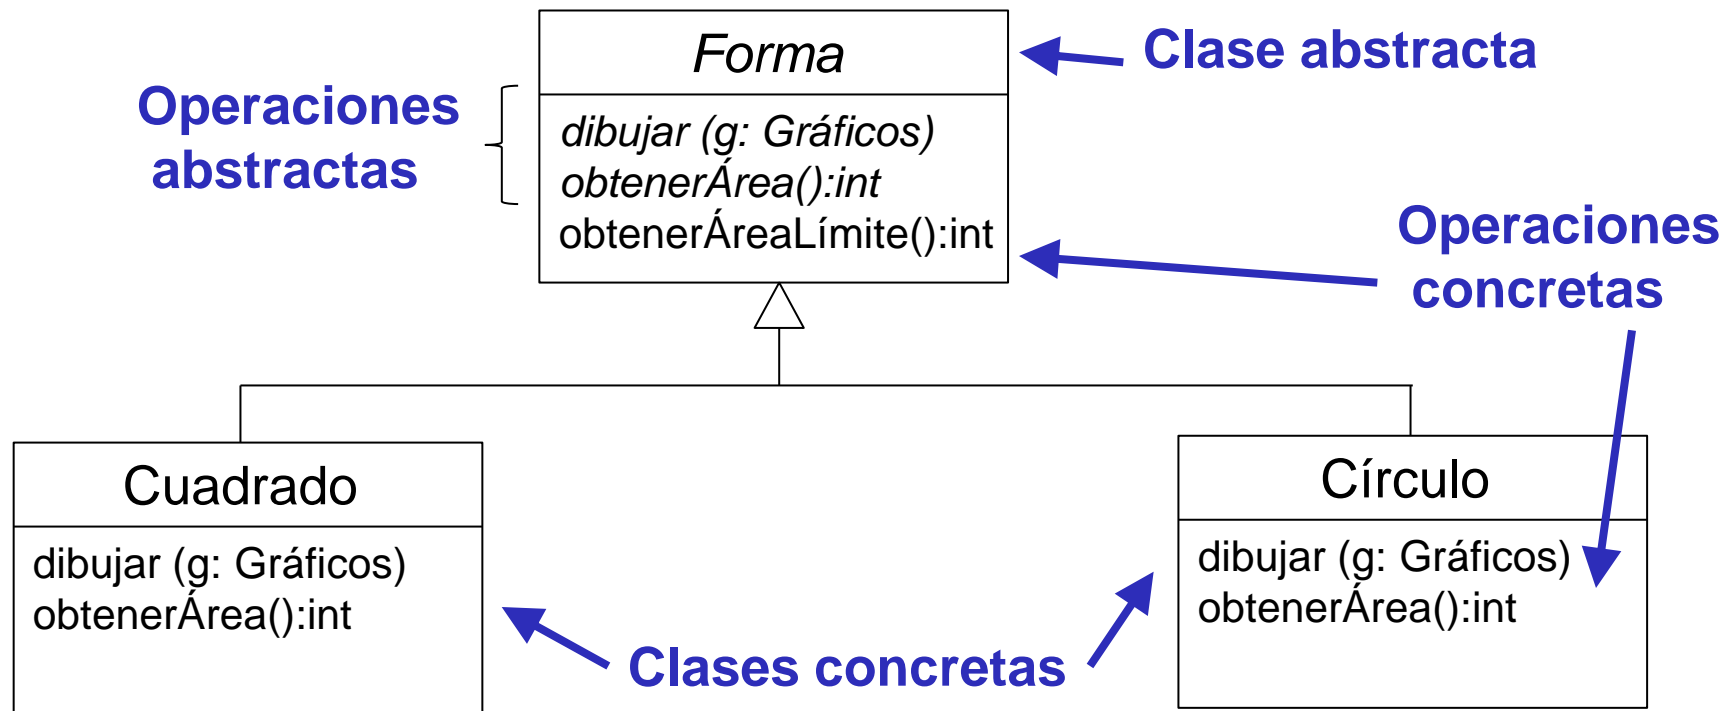 Forma
Clase abstracta
Operaciones
abstractas
dibujar (g: Gráficos)
obtenerÁrea():int
obtenerÁreaLímite():int
Operaciones
concretas
Cuadrado
dibujar (g: Gráficos)
obtenerÁrea():int
Círculo
dibujar (g: Gráficos)
obtenerÁrea():int
Clases concretas